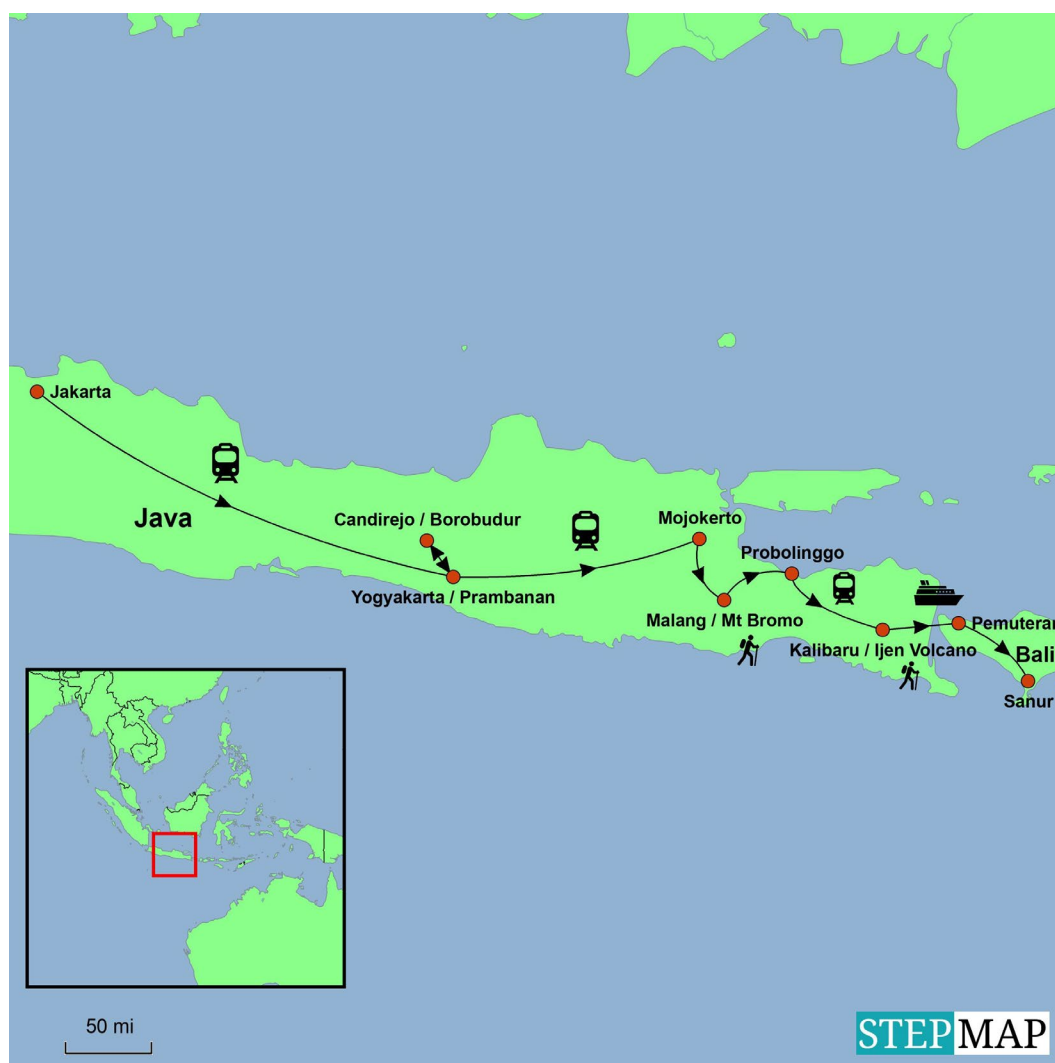 Jakarta
Java
Candirejo / Borobudur
Mojokerto
Probolinggo
Yogyakarta / Prambanan
Malang / Mt Bromo
Pemuteran
Kalibaru / Ijen Volcano
Bali
Sanur
50 mi
STEPMAP